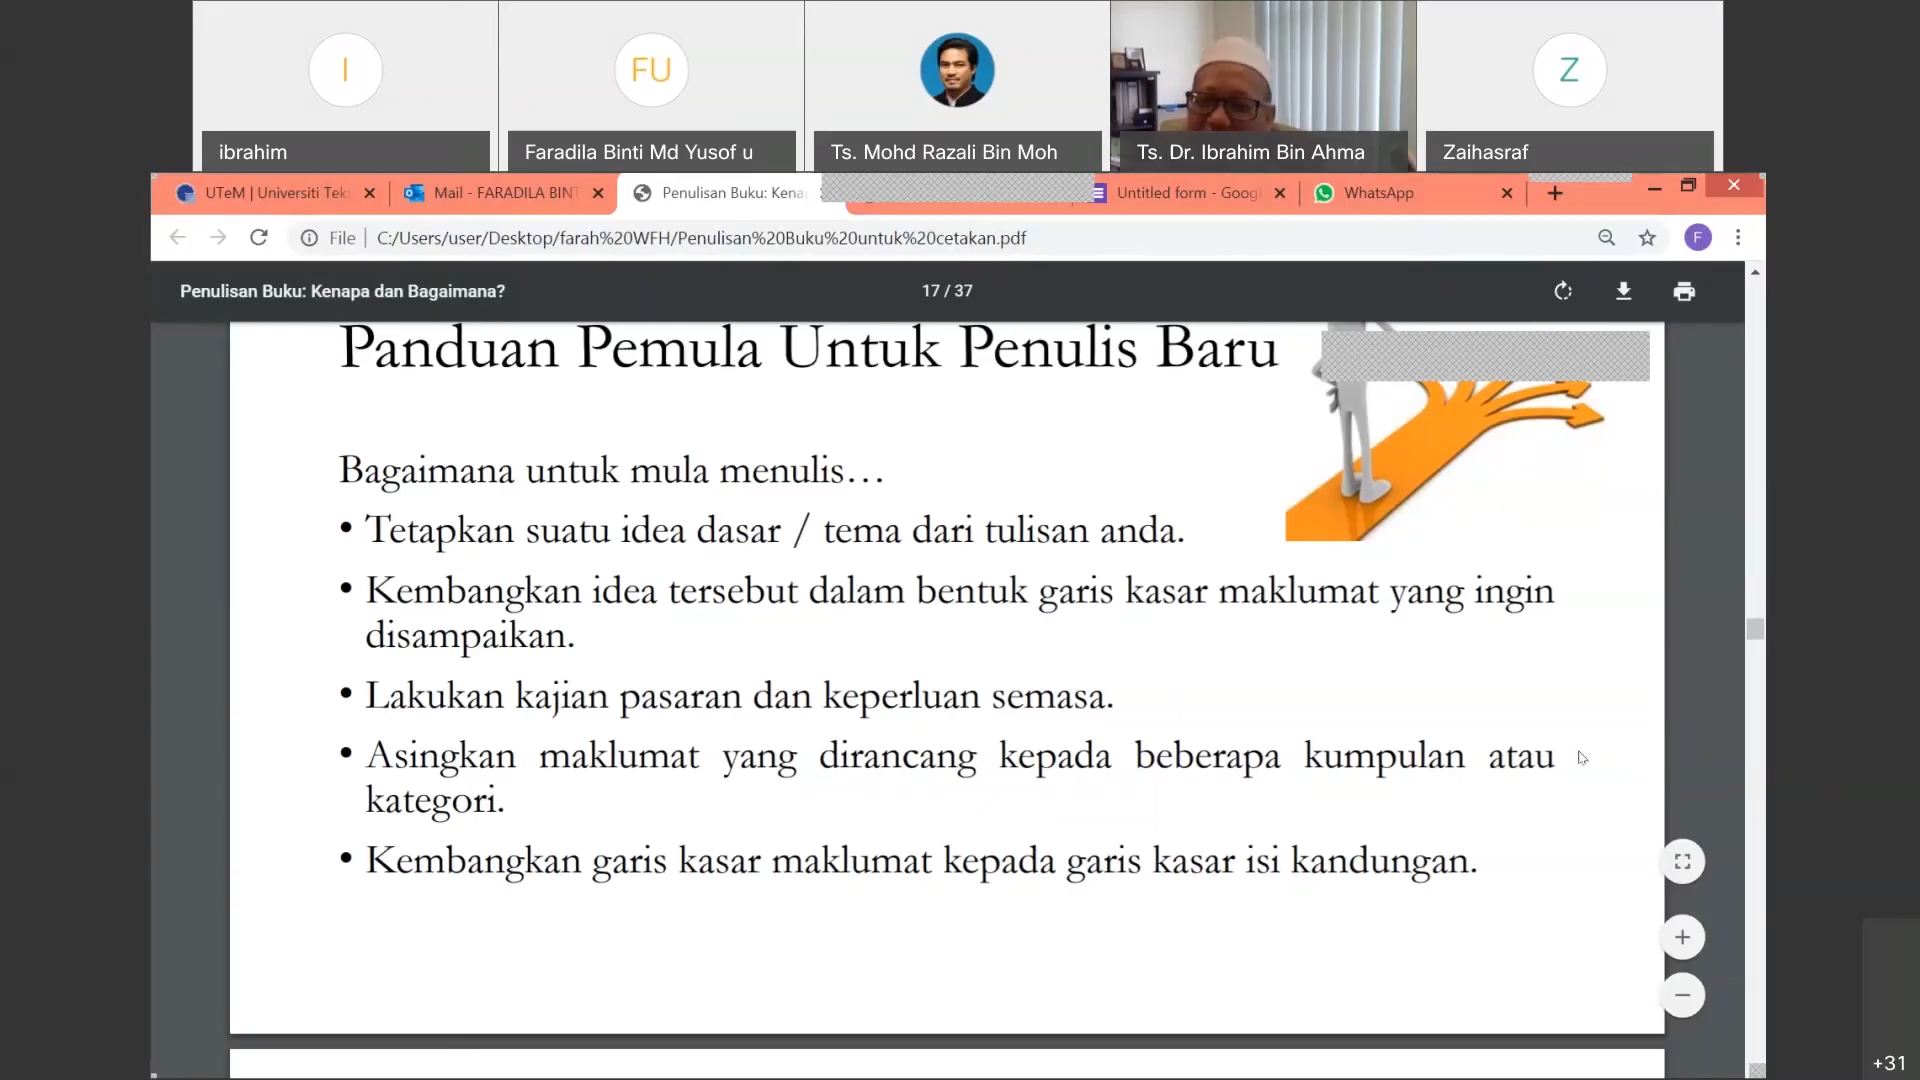 I
FU
Z
ibrahim
Faradila Binti Md Yusof u
Ts. Mohd Razali Bin Moh
Ts. Dr. Ibrahim Bin Ahma
Zaihasraf
UTeM | Universiti Tek
Mail - FARADILA BINT
Penulisan Buku: Kena
Untitled form - Goog
WhatsApp
File
C:/Users/user/Desktop/farah%20WFH/Penulisan%20Buku%20untuk%20cetakan.pdf
F
Penulisan Buku: Kenapa dan Bagaimana?
17 / 37
Panduan Pemula Untuk Penulis Baru
Bagaimana untuk mula menulis…
• Tetapkan suatu idea dasar / tema dari tulisan anda.
• Kembangkan idea tersebut dalam bentuk garis kasar maklumat yang ingin
disampaikan.
• Lakukan kajian pasaran dan keperluan semasa.
• Asingkan maklumat yang dirancang kepada beberapa kumpulan atau
kategori.
• Kembangkan garis kasar maklumat kepada garis kasar isi kandungan.
+31